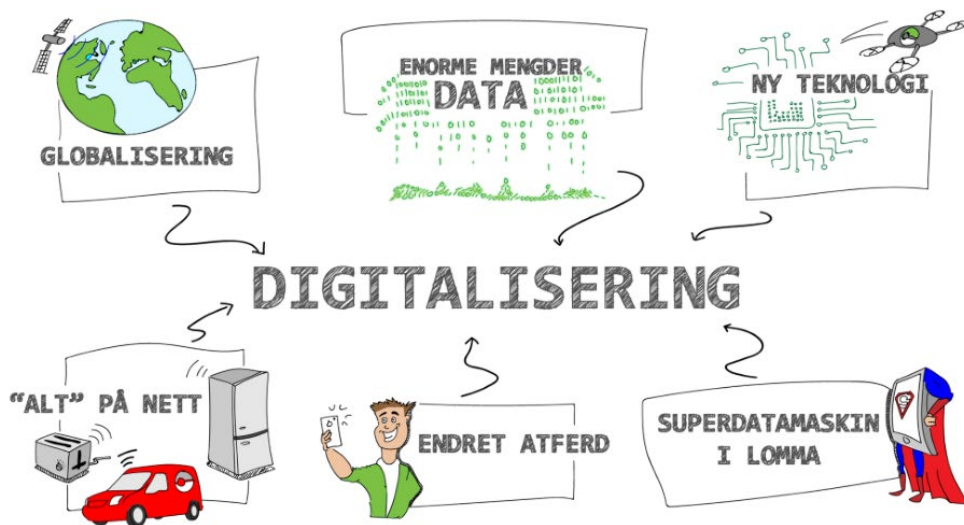 GLOBALISERING
ENORME MENGDER
DATA
NY TEKNOLOGI
DIGITALISERING
"ALT" PÅ NETT
ENDRET ATFERD
SUPERDATAMASKIN
I LOMMA